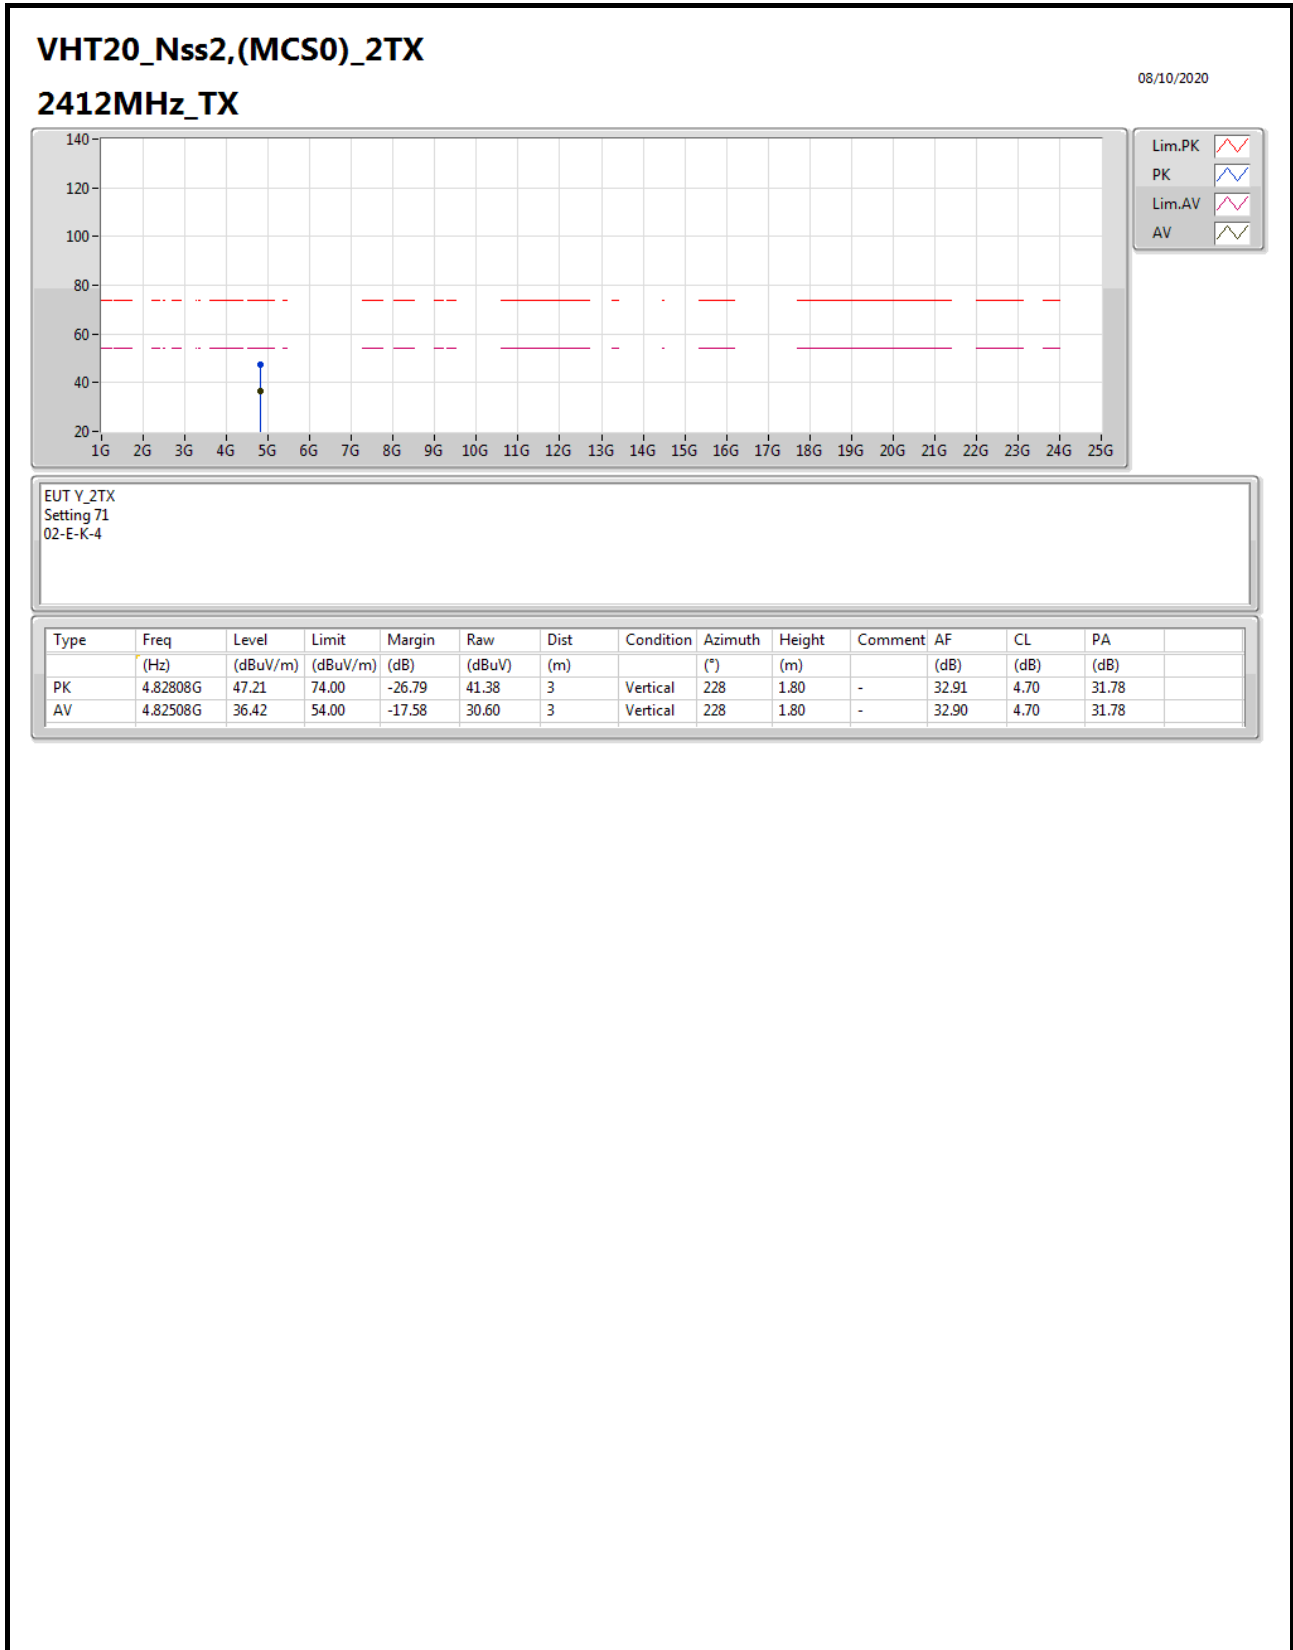 VHT20_Nss2,(MCS0)_2TX
08/10/2020
2412MHz_TX
140
120
100
80
60
40
20
1G 2G 3G 4G 5G 6G 7G 8G 9G 10G 11G 12G 13G 14G 15G 16G 17G 18G 19G 20G 21G 22G 23G 24G 25G
Lim.PK
PK
Lim.AV
AV
EUT Y_2TX
Setting 71
02-E-K-4
Type Freq Level Limit Margin Raw Dist Condition Azimuth Height Comment AF CL PA
(Hz) (dBuV/m) (dBuV/m) (dB) (dBuV) (m) (°) (m) (dB) (dB) (dB)
PK 4.82808G 47.21 74.00 -26.79 41.38 3 Vertical 228 1.80 - 32.91 4.70 31.78
AV 4.82508G 36.42 54.00 -17.58 30.60 3 Vertical 228 1.80 - 32.90 4.70 31.78